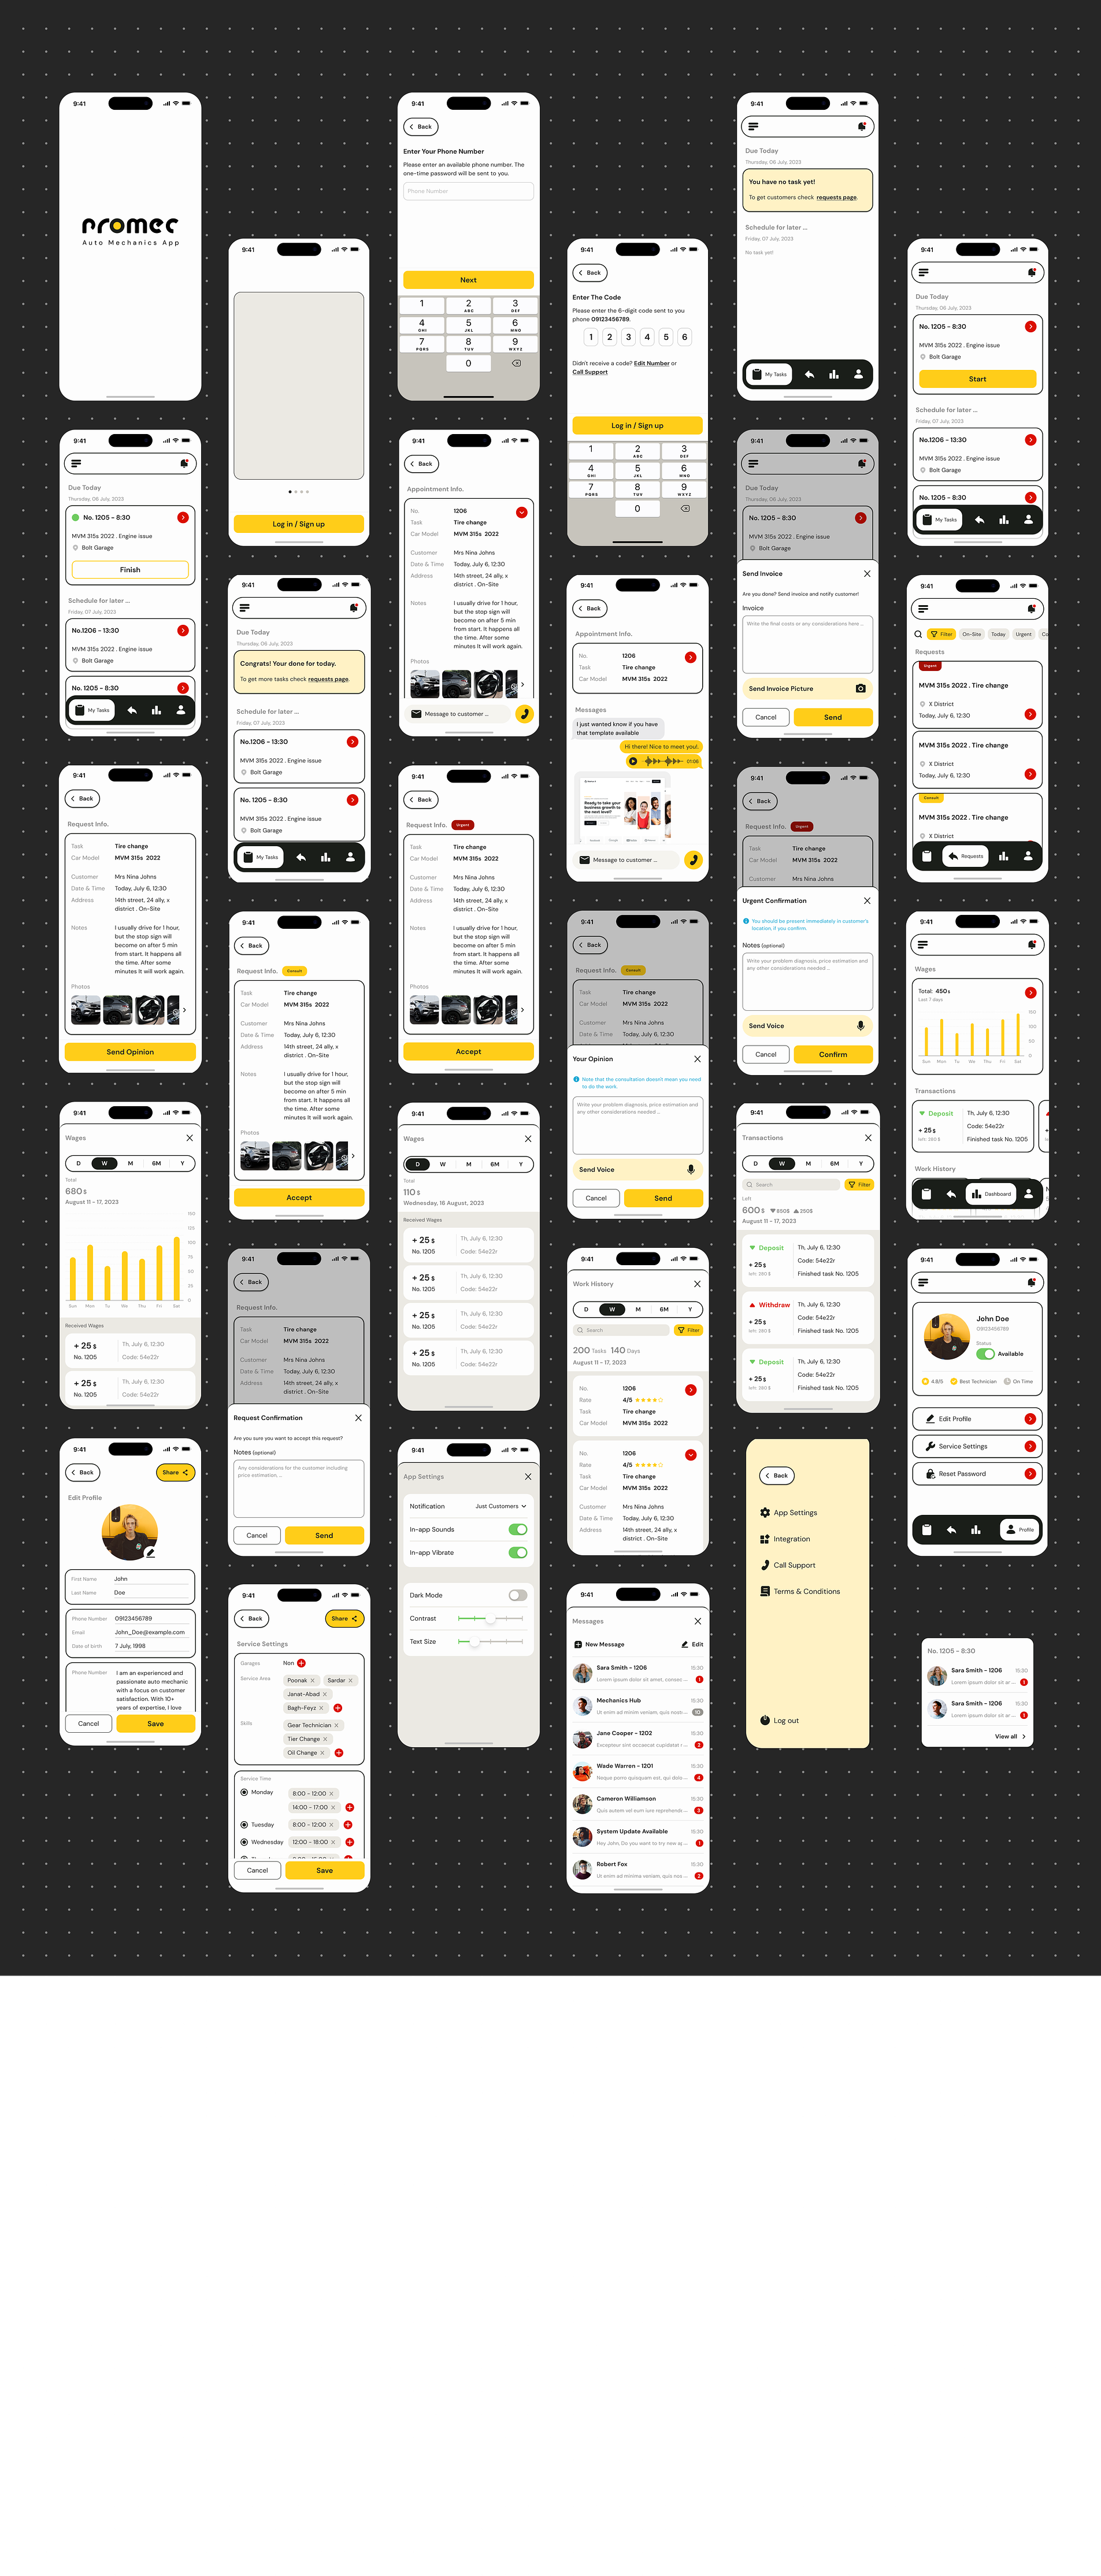 9:41
promec
Auto Mechanics App
9:41
Log in / Sign up
9:41
Back
Enter Your Phone Number
Please enter an available phone number. The
one-time password will be sent to you.
Phone Number
Next
1
2
ABC
3
DEF
4
GHI
5
JKL
6
MNO
7
PQRS
8
TUV
9
WXYZ
0
9:41
Back
Enter The Code
Please enter the 6-digit code sent to you
phone 09123456789.
1 2 3 4 5 6
Didn't receive a code? Edit Number or
Call Support
Log in / Sign up
1
2
ABC
3
DEF
4
GHI
5
JKL
6
MNO
7
PQRS
8
TUV
9
WXYZ
0
9:41
Due Today
Thursday, 06 July, 2023
You have no task yet!
To get customers check requests page.
Schedule for later ...
Friday, 07 July, 2023
No task yet!
My Tasks
9:41
Due Today
Thursday, 06 July, 2023
No. 1205 - 8:30
MVM 315s 2022 . Engine issue
Bolt Garage
Start
Schedule for later ...
Friday, 07 July, 2023
No.1206 - 13:30
MVM 315s 2022 . Engine issue
Bolt Garage
No. 1205 - 8:30
My Tasks
9:41
Due Today
Thursday, 06 July, 2023
No. 1205 - 8:30
MVM 315s 2022 . Engine issue
Bolt Garage
Finish
Schedule for later ...
Friday, 07 July, 2023
No.1206 - 13:30
MVM 315s 2022 . Engine issue
Bolt Garage
No. 1205 - 8:30
My Tasks
9:41
Due Today
Thursday, 06 July, 2023
Congrats! Your done for today.
To get more tasks check requests page.
Schedule for later ...
Friday, 07 July, 2023
No.1206 - 13:30
MVM 315s 2022 . Engine issue
Bolt Garage
No. 1205 - 8:30
MVM 315s 2022 . Engine issue
Bolt Garage
My Tasks
9:41
Back
Appointment Info.
No. 1206
Task Tire change
Car Model MVM 315s 2022
Customer Mrs Nina Johns
Date & Time Today, July 6, 12:30
Address 14th street, 24 ally, x
district . On-Site
Notes I usually drive for 1 hour,
but the stop sign will
become on after 5 min
from start. It happens all
the time. After some
minutes It will work again.
Photos
Message to customer ...
9:41
Back
Appointment Info.
No. 1206
Task Tire change
Car Model MVM 315s 2022
Messages
I just wanted know if you have
that template available
Hi there! Nice to meet you!.
01:06
Ready to take your
business growth to
the next level?
Message to customer ...
9:41
Due Today
Thursday, 06 July, 2023
No. 1205 - 8:30
MVM 315s 2022 . Engine issue
Bolt Garage
Send Invoice
Are you done? Send invoice and notify customer!
Invoice
Write the final costs or any considerations here ...
Send Invoice Picture
Cancel
Send
9:41
Filter
On-Site
Today
Urgent
Co
Requests
Urgent
MVM 315s 2022 . Tire change
X District
Today, July 6, 12:30
MVM 315s 2022 . Tire change
X District
Today, July 6, 12:30
Consult
MVM 315s 2022 . Tire change
X District
Requests
9:41
Back
Request Info.
Task Tire change
Car Model MVM 315s 2022
Customer Mrs Nina Johns
Date & Time Today, July 6, 12:30
Address 14th street, 24 ally, x
district . On-Site
Notes I usually drive for 1 hour,
but the stop sign will
become on after 5 min
from start. It happens all
the time. After some
minutes It will work again.
Photos
Send Opinion
9:41
Back
Request Info. Consult
Task Tire change
Car Model MVM 315s 2022
Customer Mrs Nina Johns
Date & Time Today, July 6, 12:30
Address 14th street, 24 ally, x
district . On-Site
Notes I usually drive for 1 hour,
but the stop sign will
become on after 5 min
from start. It happens all
the time. After some
minutes It will work again.
Photos
Accept
9:41
Back
Request Info. Urgent
Task Tire change
Car Model MVM 315s 2022
Customer Mrs Nina Johns
Date & Time Today, July 6, 12:30
Address 14th street, 24 ally, x
district . On-Site
Notes I usually drive for 1 hour,
but the stop sign will
become on after 5 min
from start. It happens all
the time. After some
minutes It will work again.
Photos
Accept
9:41
Back
Request Info. Consult
Task Tire change
Car Model MVM 315s 2022
Customer Mrs Nina Johns
Date & Time Today, July 6, 12:30
Address 14th street, 24 ally, x
district . On-Site
Your Opinion
Note that the consultation doesn't mean you need
to do the work.
Write your problem diagnosis, price estimation and
any other considerations needed ...
Send Voice
Cancel
Send
9:41
Back
Request Info. Urgent
Task Tire change
Car Model MVM 315s 2022
Customer Mrs Nina Johns
Urgent Confirmation
You should be present immediately in customer's
location, if you confirm.
Notes (optional)
Write your problem diagnosis, price estimation and
any other considerations needed ...
Send Voice
Cancel
Confirm
9:41
Wages
Total: 450$
Last 7 days
150
100
50
0
Sun Mon Tu We Thu Fri Sat
Transactions
Deposit
+ 25 $
left: 260 $
Th, July 6, 12:30
Code: 54e22r
Finished task No. 1205
Work History
Dashboard
9:41
Wages
D W M 6M Y
Total
680 $
August 11 - 17, 2023
150
125
100
75
50
25
0
Sun Mon Tu We Thu Fri Sat
Received Wages
+ 25 $
No. 1205
Th, July 6, 12:30
Code: 54e22r
+ 25 $
No. 1205
Th, July 6, 12:30
Code: 54e22r
9:41
Back
Request Info.
Task Tire change
Car Model MVM 315s 2022
Customer Mrs Nina Johns
Date & Time Today, July 6, 12:30
Address 14th street, 24 ally, x
district . On-Site
Request Confirmation
Are you sure you want to accept this request?
Notes (optional)
Any considerations for the customer including
price estimation. ...
Cancel
Send
9:41
Wages
D W M 6M Y
Total
110 $
Wednesday, 16 August, 2023
Received Wages
+ 25 $
No. 1205
Th, July 6, 12:30
Code: 54e22r
+ 25 $
No. 1205
Th, July 6, 12:30
Code: 54e22r
+ 25 $
No. 1205
Th, July 6, 12:30
Code: 54e22r
+ 25 $
No. 1205
Th, July 6, 12:30
Code: 54e22r
9:41
Work History
D W M 6M Y
Search
Filter
200 Tasks 140 Days
August 11 - 17, 2023
No. 1206
Rate 4/5
Task Tire change
Car Model MVM 315s 2022
No. 1206
Rate 4/5
Task Tire change
Car Model MVM 315s 2022
Customer Mrs Nina Johns
Date & Time Today, July 6, 12:30
Address 14th street, 24 ally, x
district . On-Site
9:41
Transactions
D W M 6M Y
Search
Filter
Left
600 $ 850$ 250$
August 11 - 17, 2023
Deposit
+ 25 $
left: 260 $
Th, July 6, 12:30
Code: 54e22r
Finished task No. 1205
Withdraw
+ 25 $
left: 260 $
Th, July 6, 12:30
Code: 54e22r
Finished task No. 1205
Deposit
+ 25 $
left: 260 $
Th, July 6, 12:30
Code: 54e22r
Finished task No. 1205
9:41
John Doe
09123456789
Status
Available
4.8/5
Best Technician
On Time
Edit Profile
Service Settings
Reset Password
Profile
9:41
Back
Share
Edit Profile
First Name John
Last Name Doe
Phone Number 09123456789
Email John_Doe@example.com
Date of birth 7 July, 1998
Phone Number I am an experienced and
passionate auto mechanic
with a focus on customer
satisfaction. With 10+
years of expertise, I love
Cancel
Save
9:41
Back
Share
Service Settings
Garages Non
Service Area Poonak Sardar
Janat-Abad
Bagh-Feyz
Skills Gear Technician
Tier Change
Oil Change
Service Time
Monday 8:00 - 12:00
14:00 - 17:00
Tuesday 8:00 - 12:00
Wednesday 12:00 - 18:00
Cancel
Save
9:41
App Settings
Notification Just Customers
In-app Sounds
In-app Vibrate
Dark Mode
Contrast
Text Size
9:41
Messages
New Message
Edit
Sara Smith - 1206 15:30
Lorem ipsum dolor sit amet, consec ... 1
Mechanics Hub 15:30
Ut enim ad minim veniam, quis nostr ... 10
Jane Cooper - 1202 15:30
Excepteur sint occaecat cupidatat ... 2
Wade Warren - 1201 15:30
Neque porro quisquam est, qui dolo ... 4
Cameron Williamson 15:30
Quis autem vel eum iure reprehende ... 3
System Update Available 15:30
Hey John, Do you want to try new ap ... 1
Robert Fox 15:30
Ut enim ad minima veniam, quis nos ... 2
Back
App Settings
Integration
Call Support
Terms & Conditions
Log out
No. 1205 - 8:30
Sara Smith - 1206 15:30
Lorem ipsum dolor sit ar ... 1
Sara Smith - 1206 15:30
Lorem ipsum dolor sit ar ... 1
View all